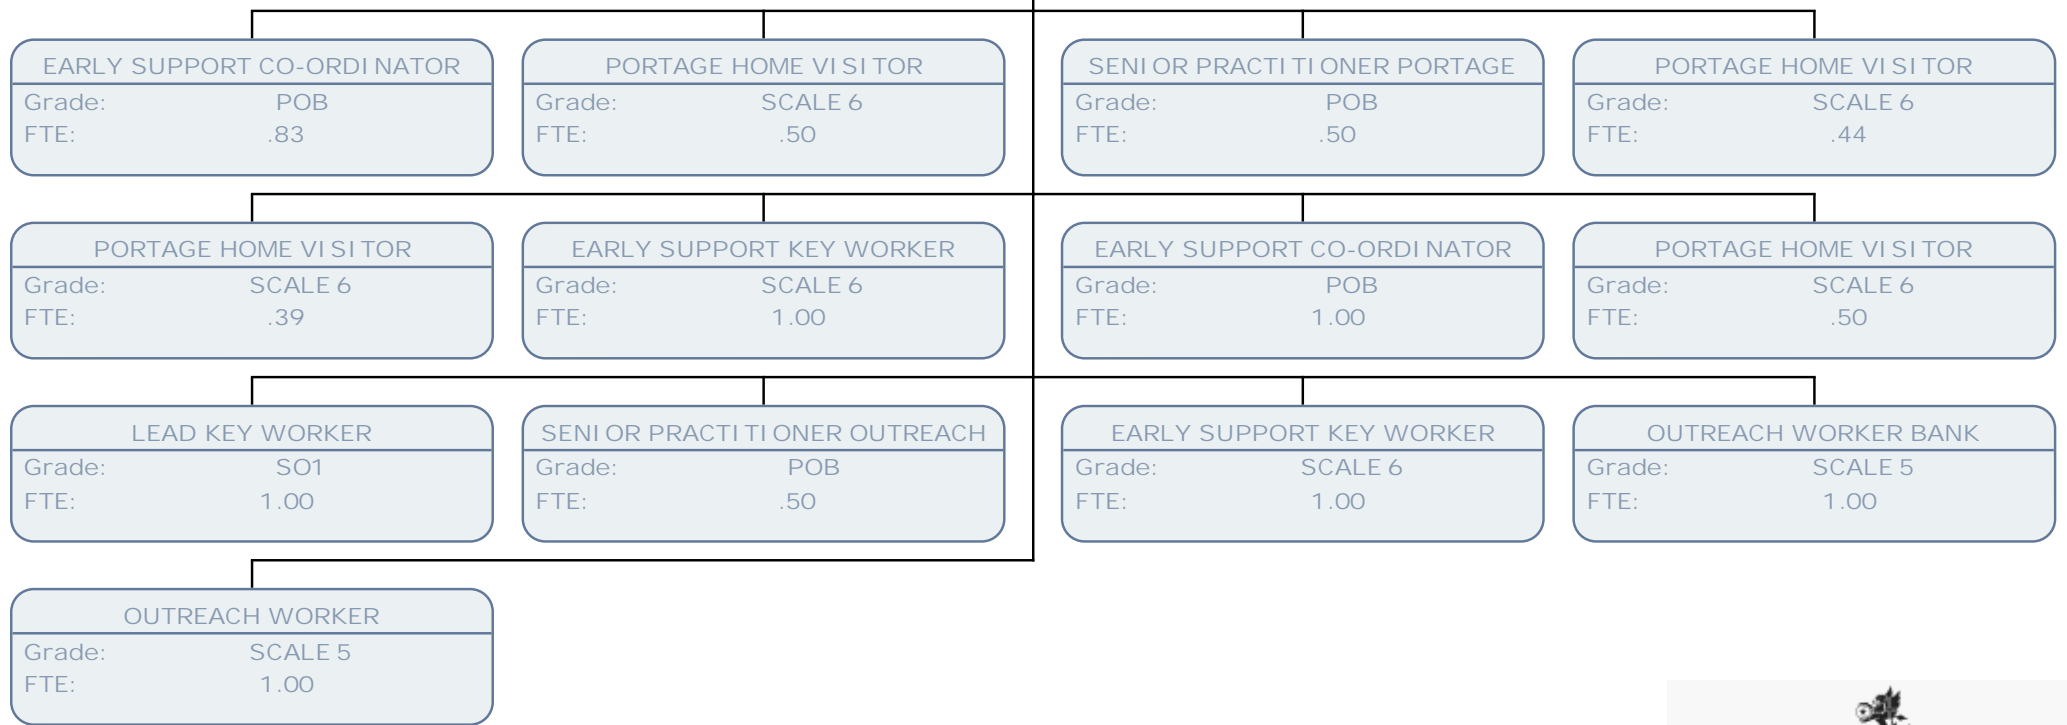 EARLY SUPPORT CO-ORDINATOR
Grade: POB
FTE: .83
PORTAGE HOME VISITOR
Grade: SCALE 6
FTE: .50
SENIOR PRACTITIONER PORTAGE
Grade: POB
FTE: .50
PORTAGE HOME VISITOR
Grade: SCALE 6
FTE: .44
PORTAGE HOME VISITOR
Grade: SCALE 6
FTE: .39
EARLY SUPPORT KEY WORKER
Grade: SCALE 6
FTE: 1.00
EARLY SUPPORT CO-ORDINATOR
Grade: POB
FTE: 1.00
PORTAGE HOME VISITOR
Grade: SCALE 6
FTE: .50
LEAD KEY WORKER
Grade: SO1
FTE: 1.00
SENIOR PRACTITIONER OUTREACH
Grade: POB
FTE: .50
EARLY SUPPORT KEY WORKER
Grade: SCALE 6
FTE: 1.00
OUTREACH WORKER BANK
Grade: SCALE 5
FTE: 1.00
OUTREACH WORKER
Grade: SCALE 5
FTE: 1.00